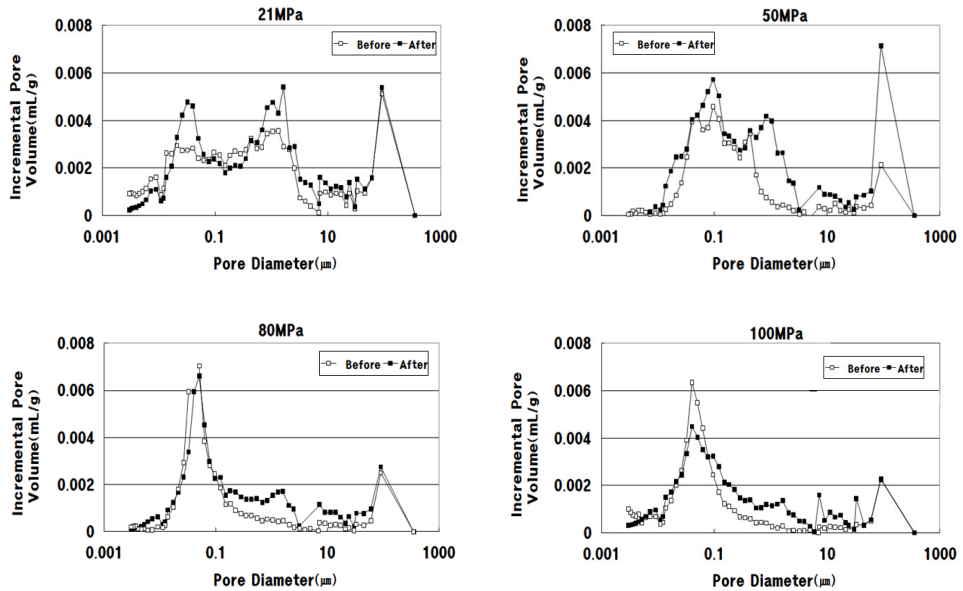 21MPa
Incremental Pore
Volume(mL/g)
0.008
0.006
0.004
0.002
0
Before
After
0.001
0.1
10
1000
Pore Diameter(㎛)
50MPa
Incremental Pore
Volume(mL/g)
0.008
0.006
0.004
0.002
0
Before
After
0.001
0.1
10
1000
Pore Diameter(㎛)
80MPa
Incremental Pore
Volume(mL/g)
0.008
0.006
0.004
0.002
0
Before
After
0.001
0.1
10
1000
Pore Diameter(㎛)
100MPa
Incremental Pore
Volume(mL/g)
0.008
0.006
0.004
0.002
0
Before
After
0.001
0.1
10
1000
Pore Diameter(㎛)